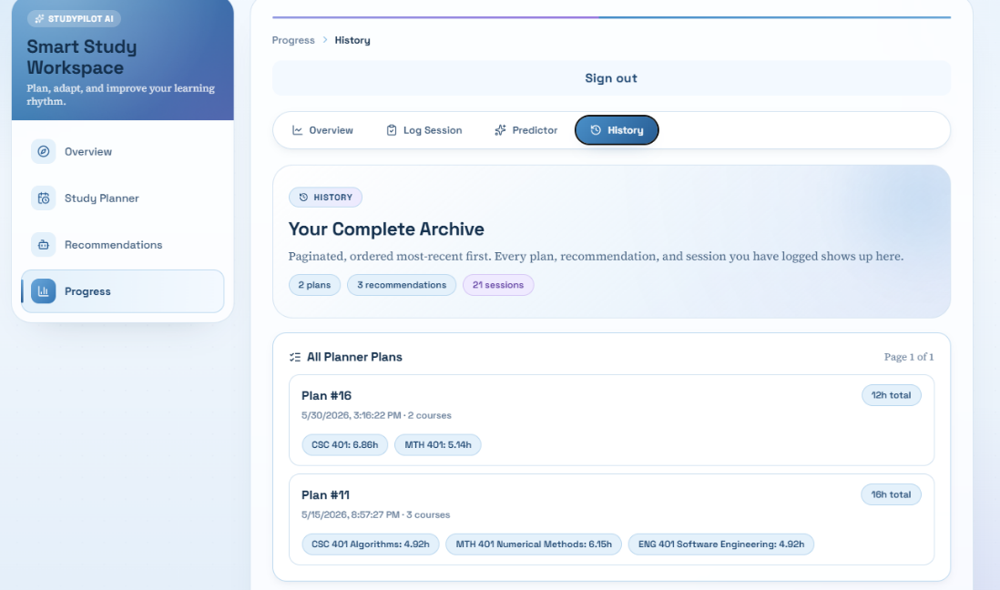 STUDYPILOT AI
Smart Study
Workspace
Plan, adapt, and improve your learning
rhythm.
Overview
Study Planner
Recommendations
Progress
Progress > History
Sign out
Overview
Log Session
Predictor
History
HISTORY
Your Complete Archive
Paginated, ordered most-recent first. Every plan, recommendation, and session you have logged shows up here.
2 plans
3 recommendations
21 sessions
All Planner Plans
Page 1 of 1
Plan #16
12h total
5/30/2026, 3:16:22 PM · 2 courses
CSC 401: 6.86h
MTH 401: 5.14h
Plan #11
16h total
5/15/2026, 8:57:27 PM · 3 courses
CSC 401 Algorithms: 4.92h
MTH 401 Numerical Methods: 6.15h
ENG 401 Software Engineering: 4.92h